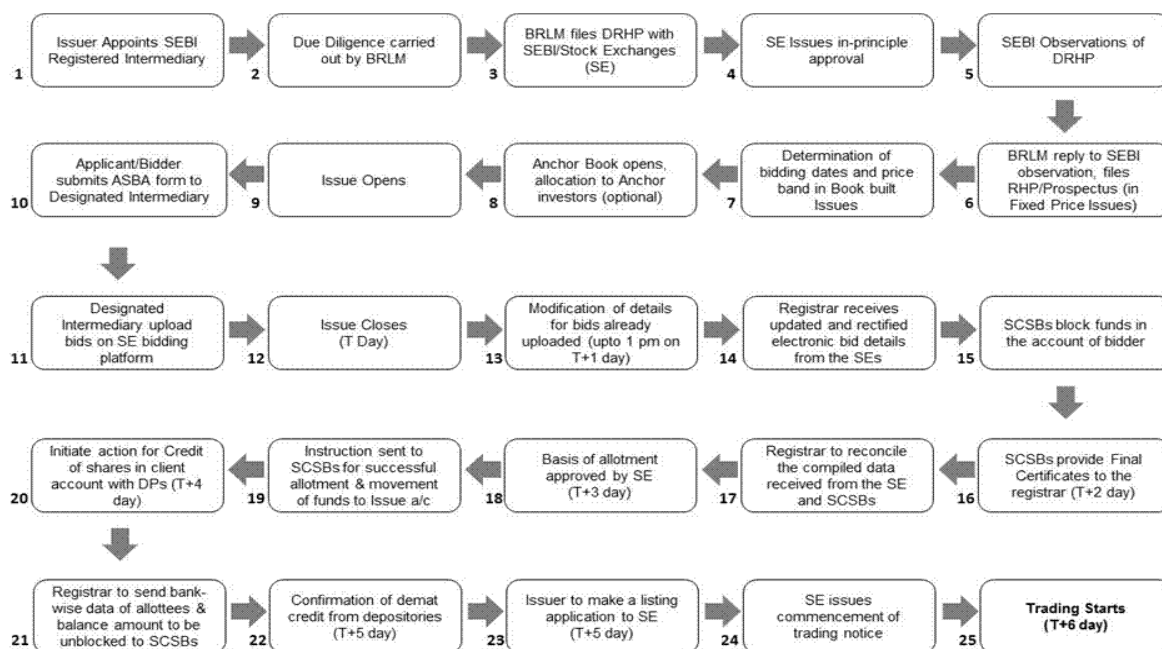 1
Issuer Appoints SEBI
Registered Intermediary
2
Due Diligence carried
out by BRLM
3
BRLM files DRHP with
SEBI/Stock Exchanges
(SE)
4
SE Issues in-principle
approval
5
SEBI Observations of
DRHP
6
BRLM reply to SEBI
observation, files
RHP/Prospectus (in
Fixed Price Issues)
7
Determination of
bidding dates and price
band in Book built
Issues
8
Anchor Book opens,
allocation to Anchor
investors (optional)
9
Issue Opens
10
Applicant/Bidder
submits ASBA form to
Designated Intermediary
11
Designated
Intermediary upload
bids on SE bidding
platform
12
Issue Closes
(T Day)
13
Modification of details
for bids already
uploaded (upto 1 pm on
T+1 day)
14
Registrar receives
updated and rectified
electronic bid details
from the SEs
15
SCSBs block funds in
the account of bidder
16
SCSBs provide Final
Certificates to the
registrar (T+2 day)
17
Registrar to reconcile
the compiled data
received from the SE
and SCSBs
18
Basis of allotment
approved by SE
(T+3 day)
19
Instruction sent to
SCSBs for successful
allotment & movement
of funds to Issue a/c
20
Initiate action for Credit
of shares in client
account with DPs (T+4
day)
21
Registrar to send bank-
wise data of allottees &
balance amount to be
unblocked to SCSBs
22
Confirmation of demat
credit from depositories
(T+5 day)
23
Issuer to make a listing
application to SE
(T+5 day)
24
SE issues
commencement of
trading notice
25
Trading Starts
(T+6 day)